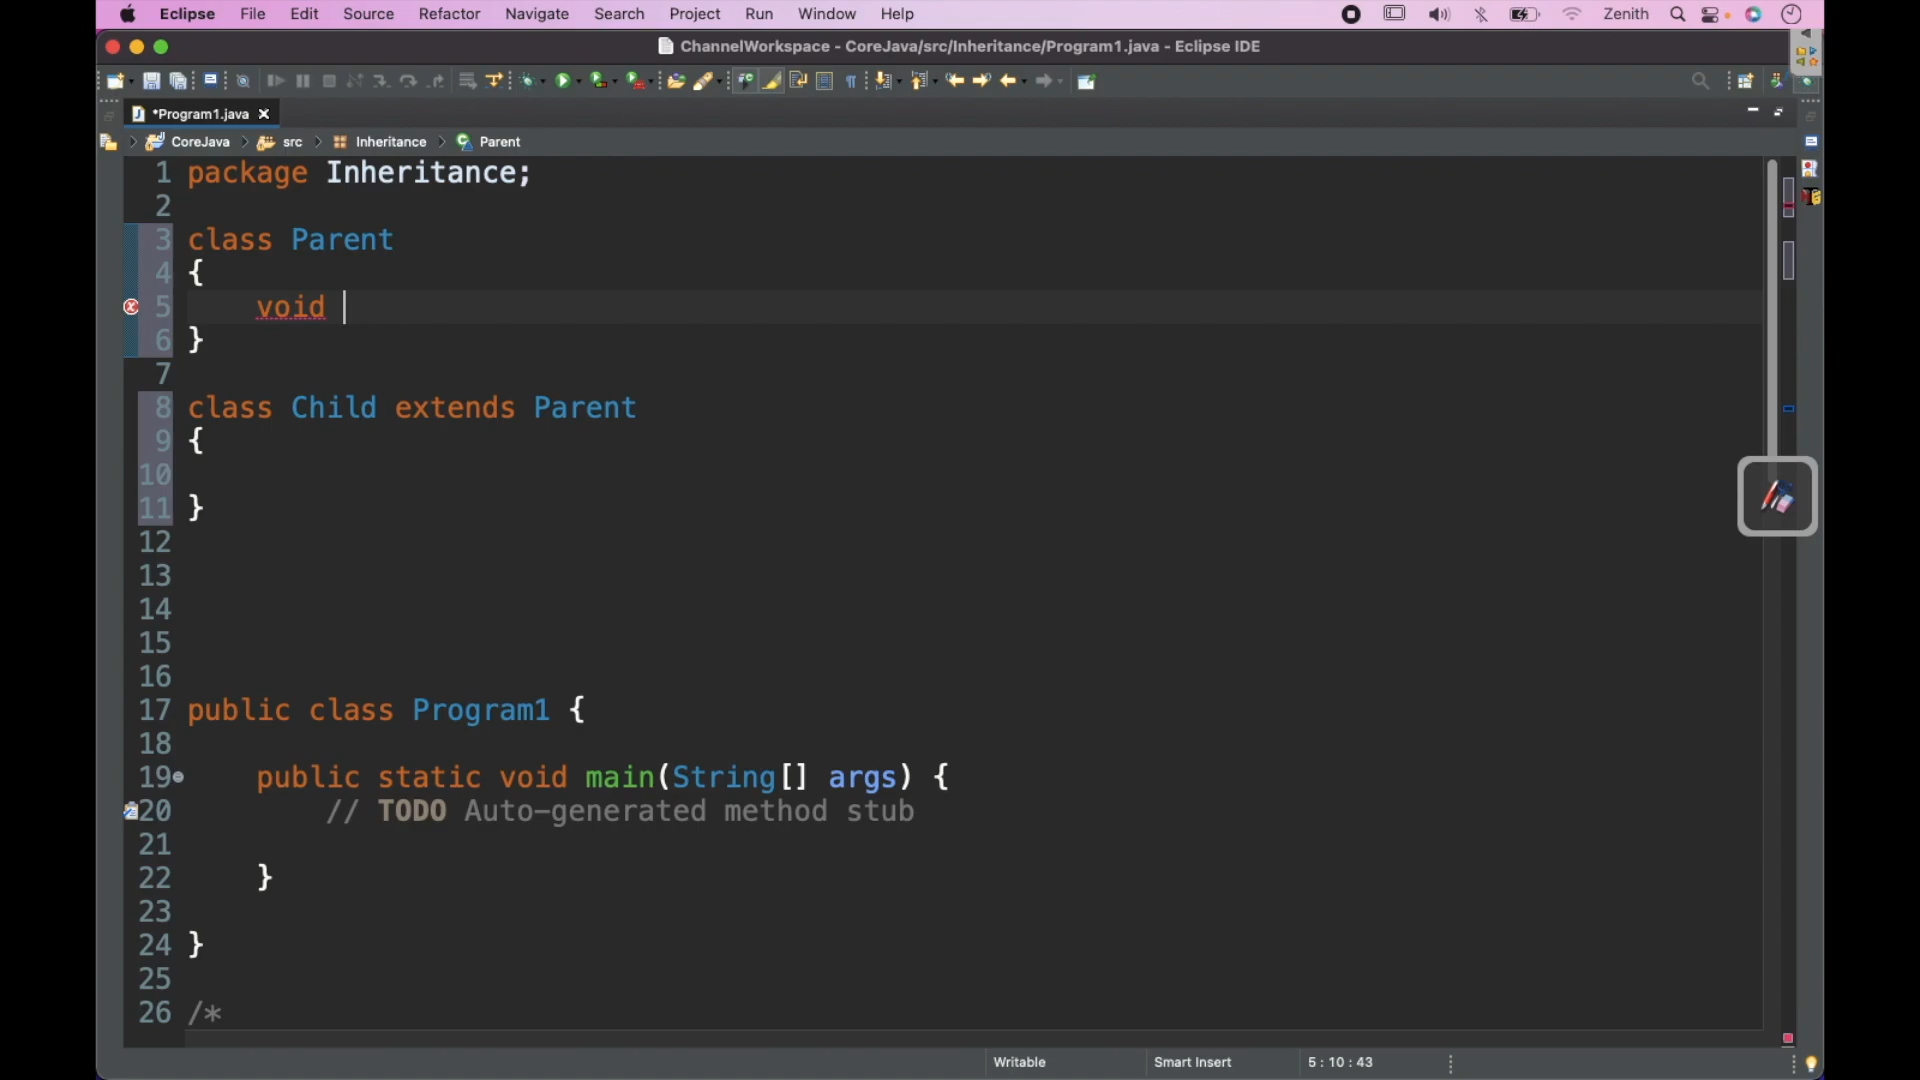 Eclipse File Edit Source Refactor Navigate Search Project Run Window Help Zenith
ChannelWorkspace - CoreJava/src/Inheritance/Program1.java - Eclipse IDE
*Program1.java
CoreJava src Inheritance Parent
1 package Inheritance;
2
3 class Parent
4 {
5 void
6 }
7
8 class Child extends Parent
9 {
10
11 }
12
13
14
15
16
17 public class Program1 {
18
19 public static void main(String[] args) {
20 // TODO Auto-generated method stub
21
22 }
23
24 }
25
26 /*
Writable Smart Insert 5 : 10 : 43